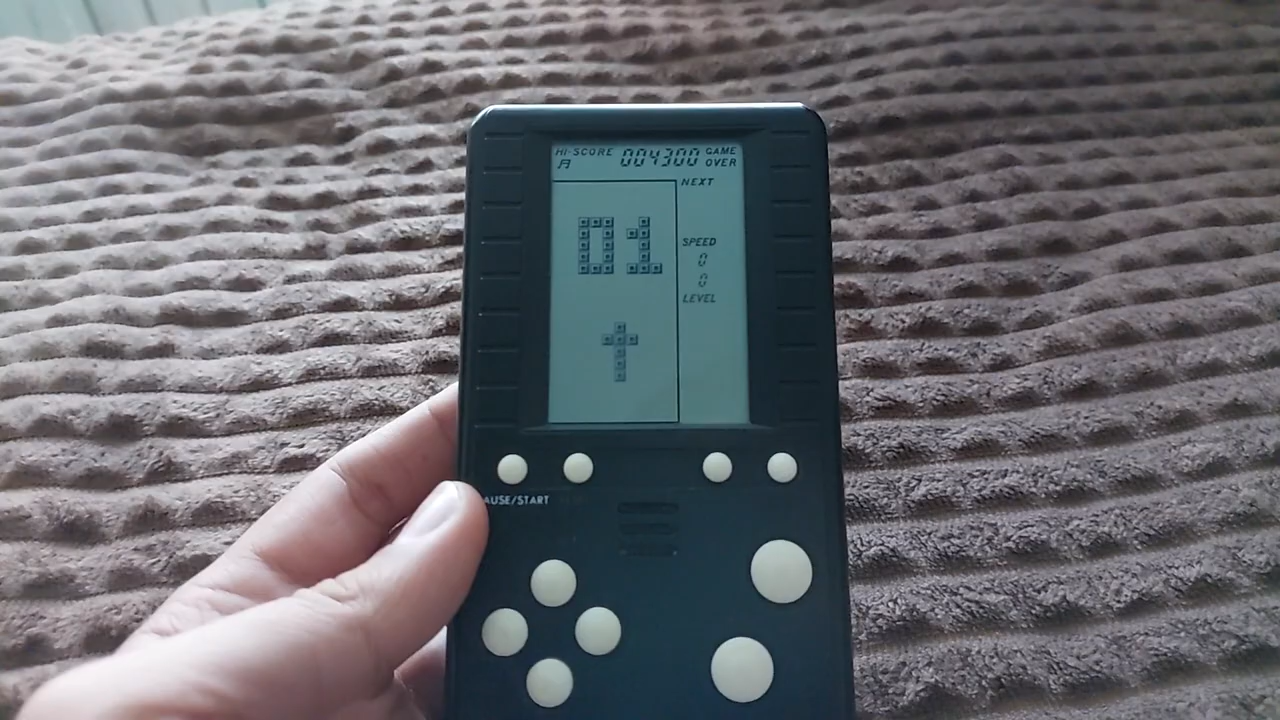 HI-SCORE 004300 GAME
OVER
NEXT
01
SPEED
0
0
LEVEL
AUSE/START